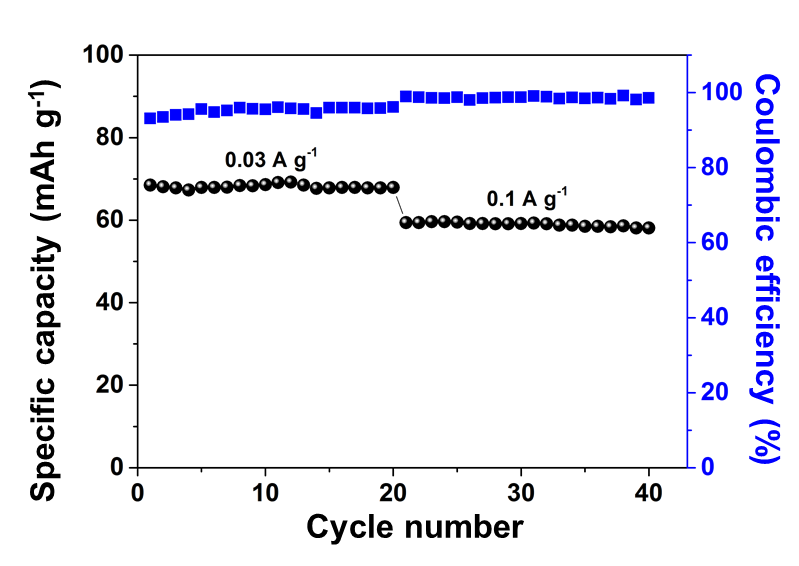 Specific capacity (mAh g⁻¹)
100
80
60
40
20
0
0.03 A g⁻¹
0.1 A g⁻¹
100
80
60
40
20
0
Coulombic efficiency (%)
0 10 20 30 40
Cycle number